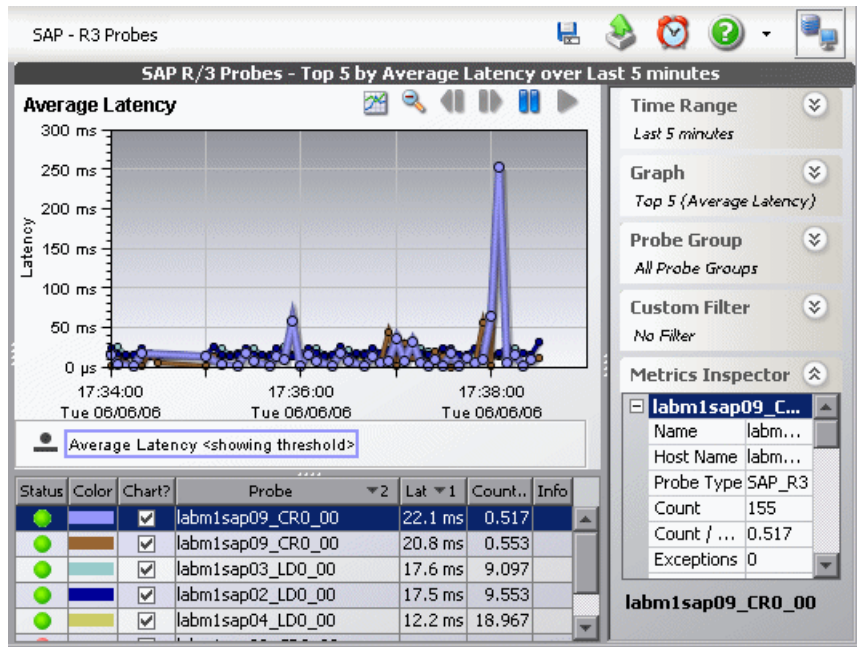 SAP - R3 Probes
SAP R/3 Probes - Top 5 by Average Latency over Last 5 minutes
Average Latency
300 ms
250 ms
200 ms
150 ms
100 ms
50 ms
0 µs
Latency
17:34:00 17:36:00 17:38:00
Tue 06/06/06 Tue 06/06/06 Tue 06/06/06
Average Latency <showing threshold>
Status Color Chart? Probe 2 Lat 1 Count.. Info
labm1sap09_CR0_00 22.1 ms 0.517
labm1sap09_CR0_00 20.8 ms 0.553
labm1sap03_LD0_00 17.6 ms 9.097
labm1sap02_LD0_00 17.5 ms 9.553
labm1sap04_LD0_00 12.2 ms 18.967
Time Range
Last 5 minutes
Graph
Top 5 (Average Latency)
Probe Group
All Probe Groups
Custom Filter
No Filter
Metrics Inspector
labm1sap09_C...
Name labm...
Host Name labm...
Probe Type SAP_R3
Count 155
Count / ... 0.517
Exceptions 0
labm1sap09_CR0_00